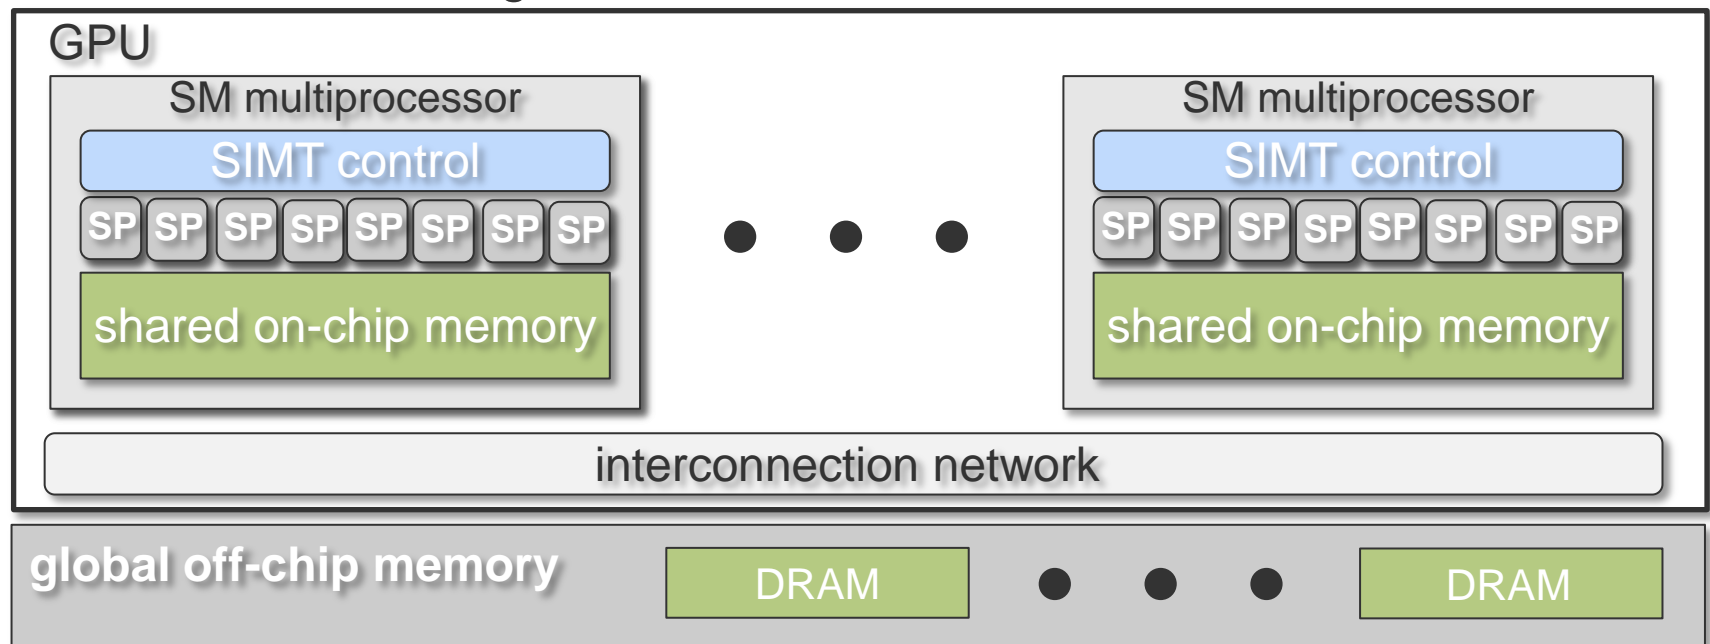 GPU
SM multiprocessor
SM multiprocessor
SIMT control
SIMT control
SP SP SP SP SP SP SP SP
SP SP SP SP SP SP SP SP
shared on-chip memory
shared on-chip memory
interconnection network
global off-chip memory
DRAM
DRAM